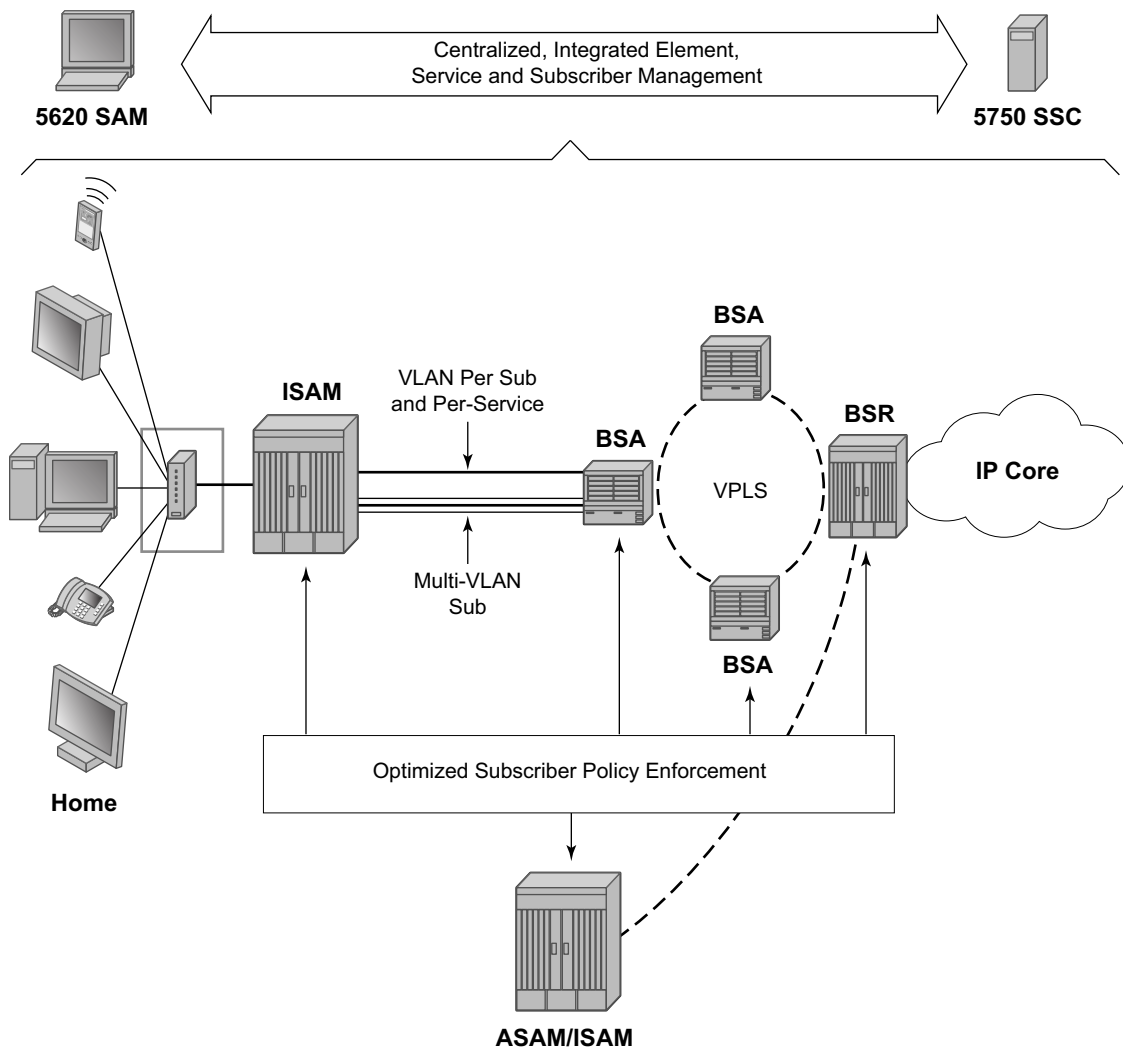 Centralized, Integrated Element,
Service and Subscriber Management
5620 SAM
5750 SSC
BSA
ISAM
VLAN Per Sub
and Per-Service
BSA
BSR
IP Core
VPLS
Multi-VLAN
Sub
BSA
Optimized Subscriber Policy Enforcement
Home
ASAM/ISAM